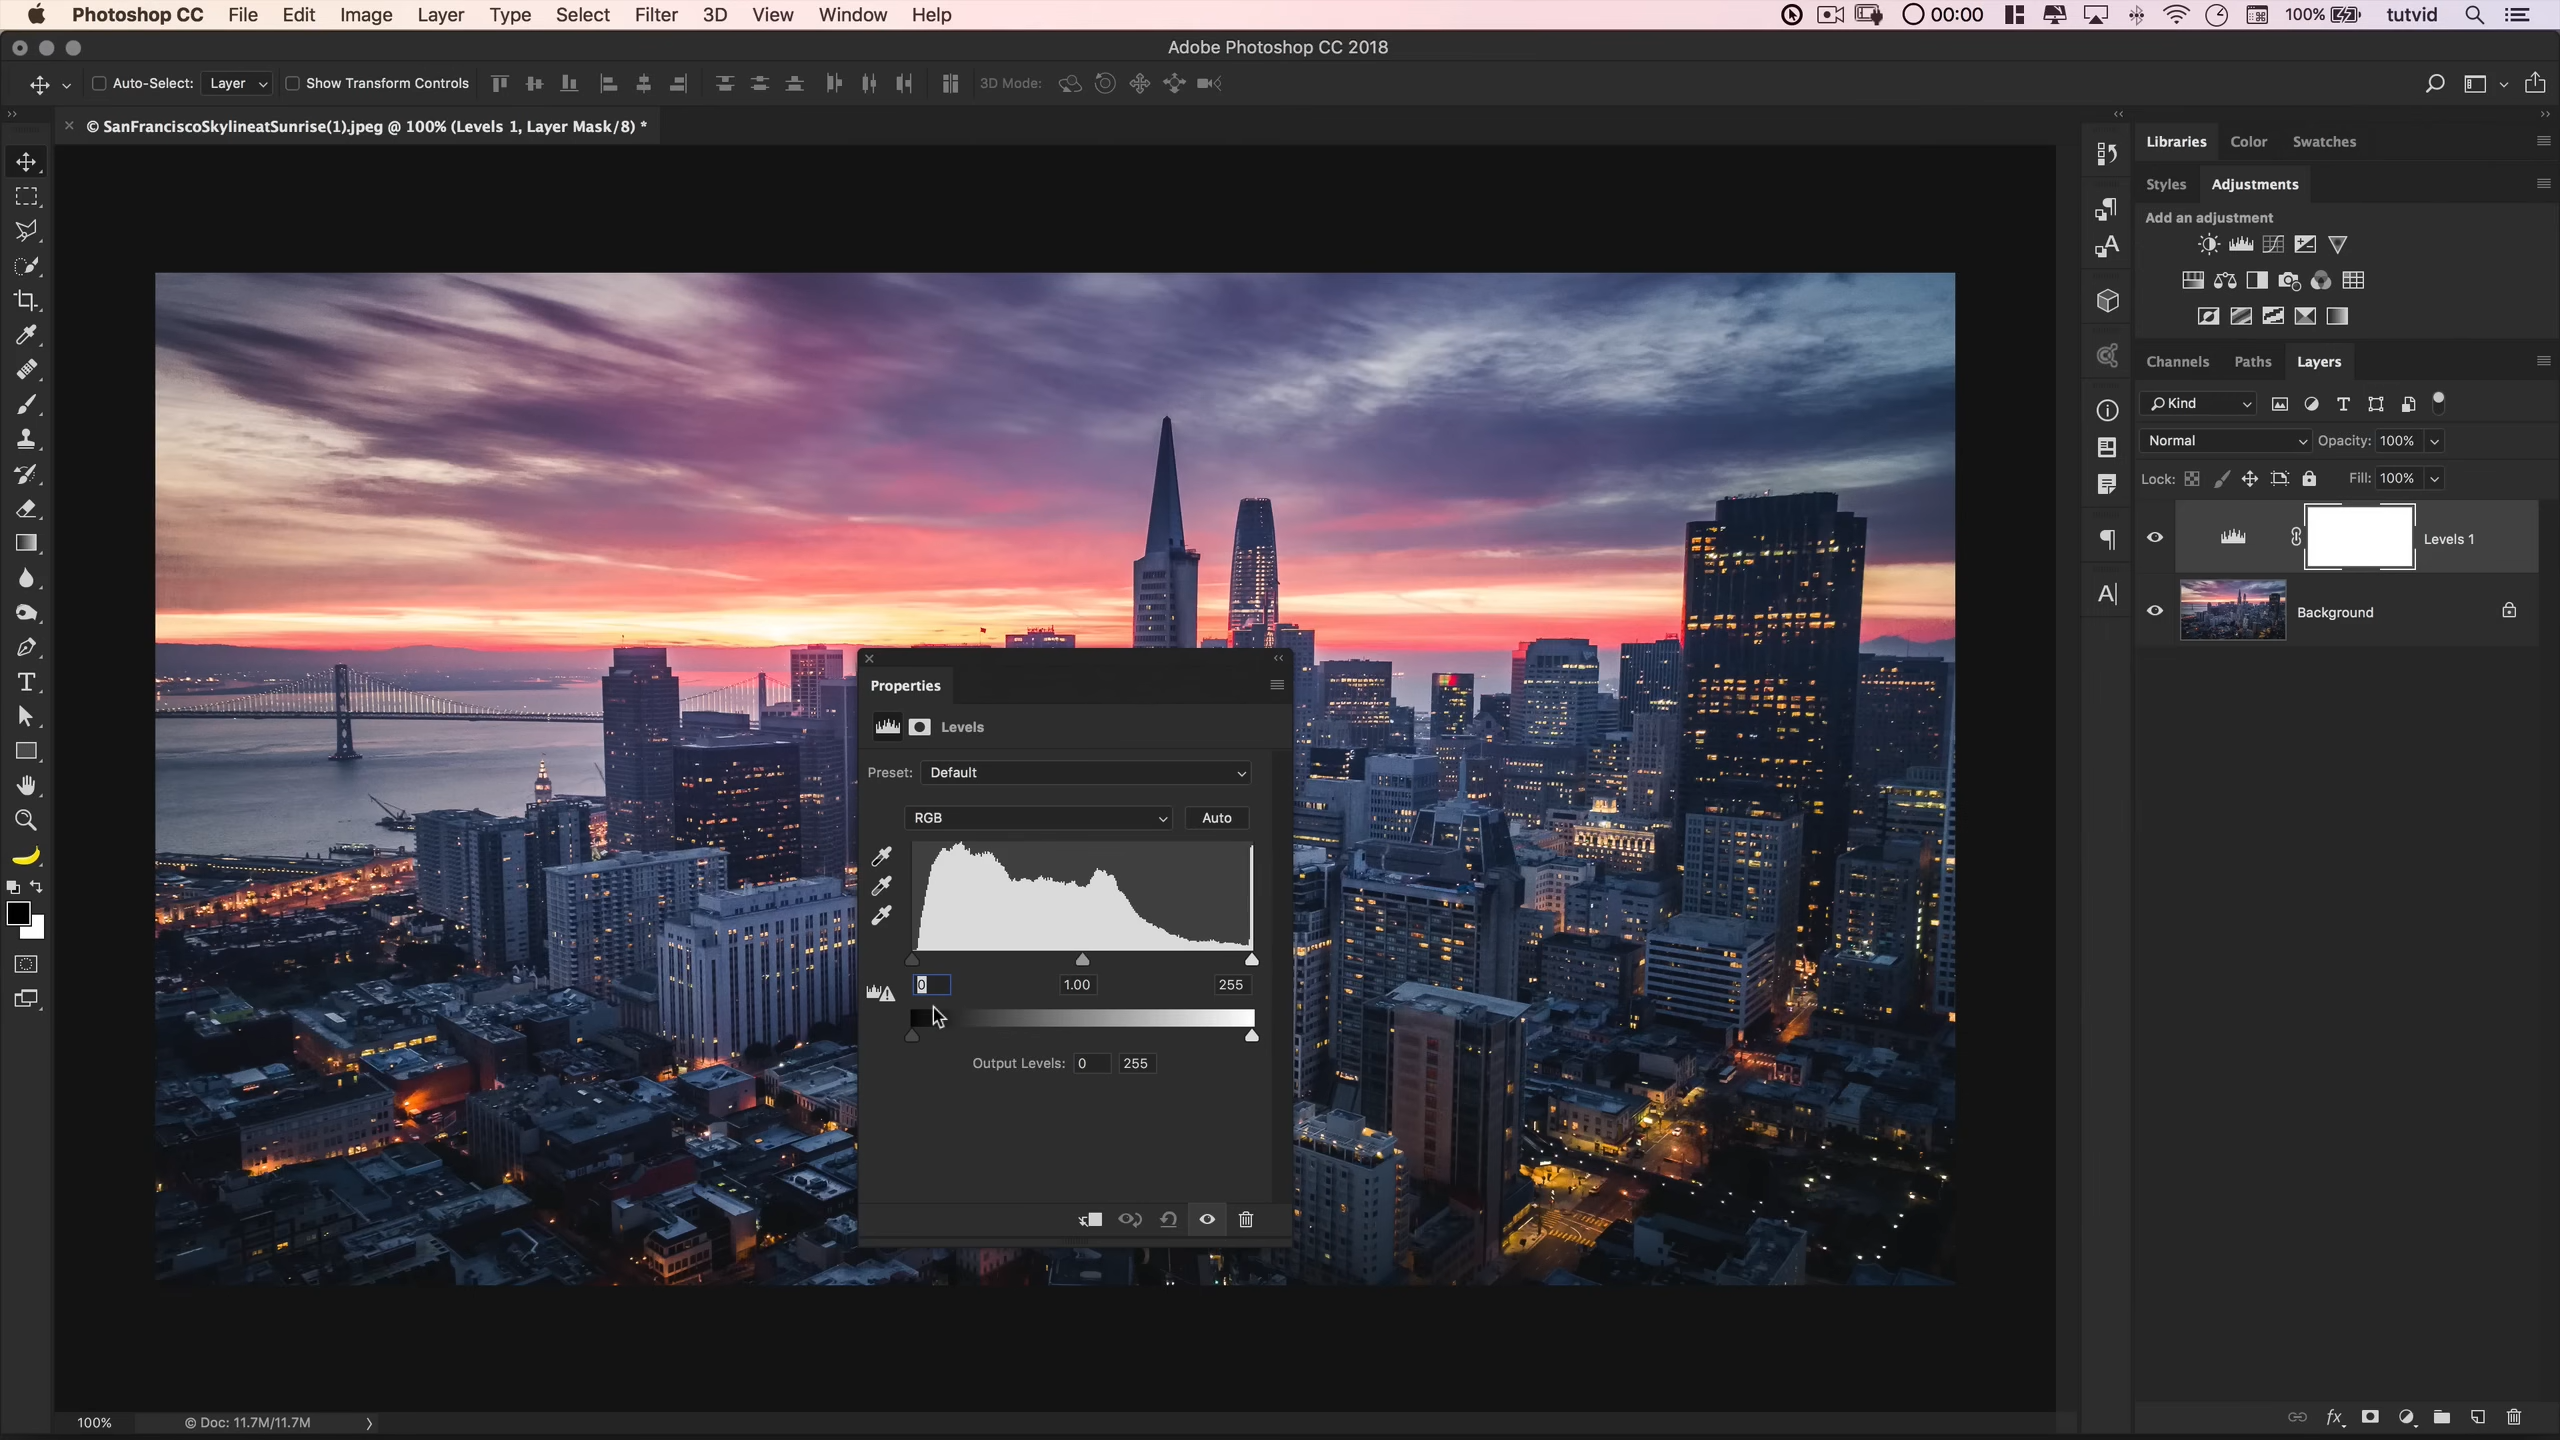 Photoshop CC File Edit Image Layer Type Select Filter 3D View Window Help 00:00 100% tutvid
Adobe Photoshop CC 2018
Auto-Select: Layer Show Transform Controls 3D Mode:
© SanFranciscoSkylineatSunrise(1).jpeg @ 100% (Levels 1, Layer Mask/8) *
Libraries Color Swatches
Styles Adjustments
Add an adjustment
Channels Paths Layers
Kind
Normal Opacity: 100%
Lock: Fill: 100%
Levels 1
Background
Properties
Levels
Preset: Default
RGB Auto
0 1.00 255
Output Levels: 0 255
100% © Doc: 11.7M/11.7M
fx